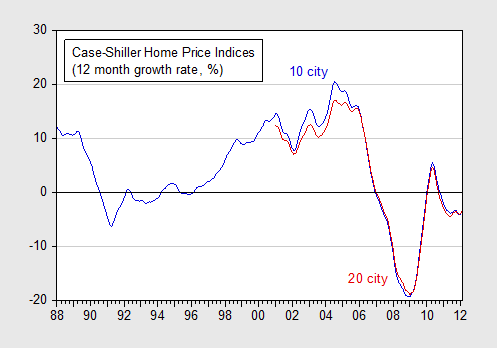 30
Case-Shiller Home Price Indices
(12 month growth rate, %)
10 city
20
10
0
-10
20 city
-20
88 90 92 94 96 98 00 02 04 06 08 10 12